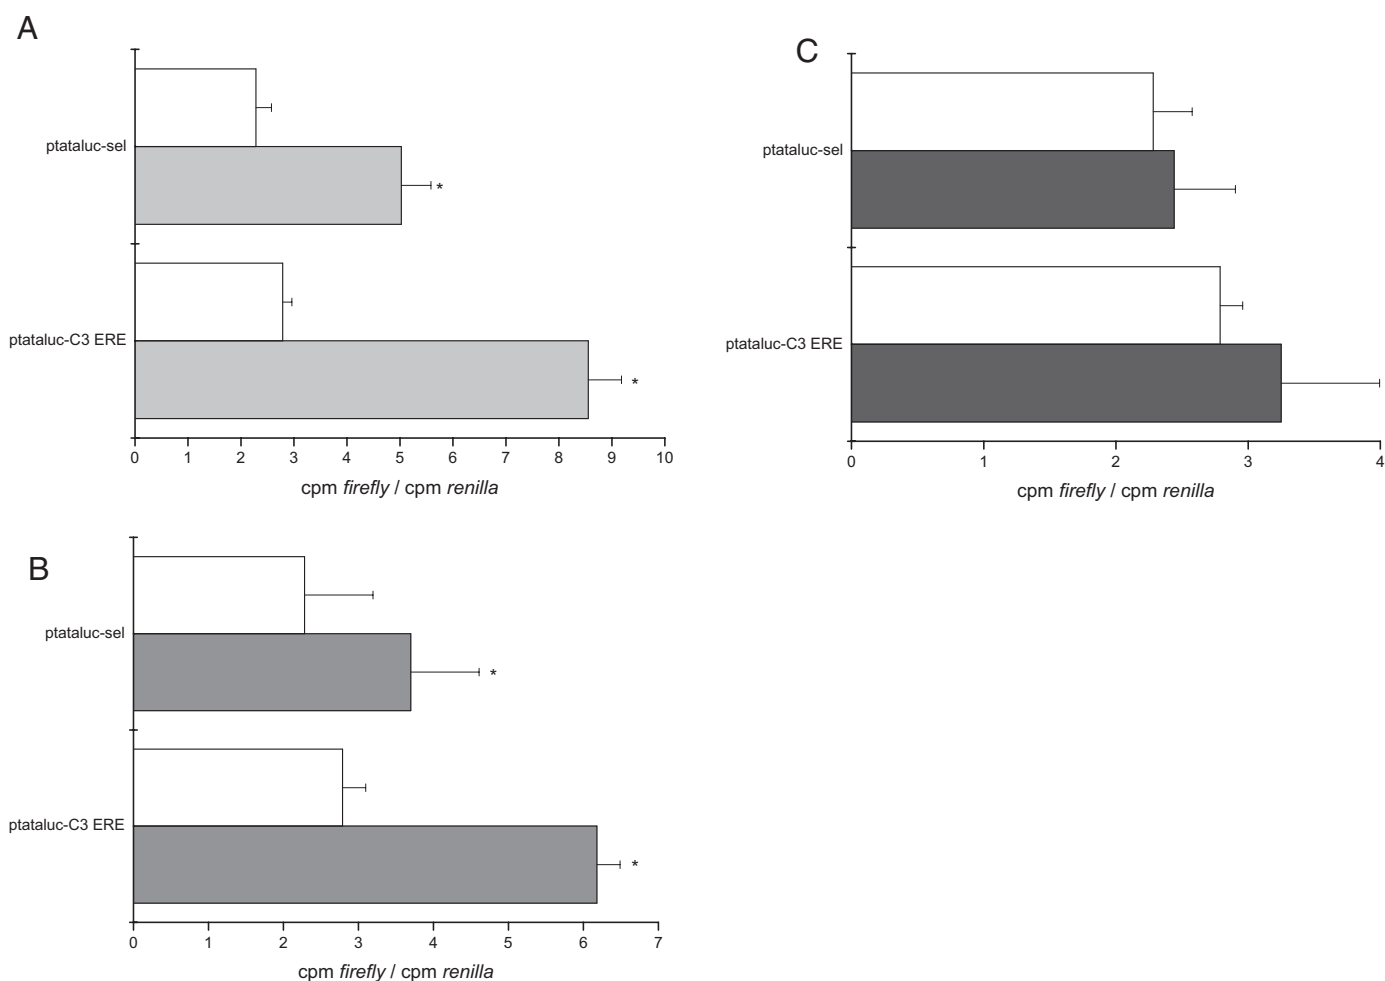 A
ptataluc-sel
*
ptataluc-C3 ERE
*
0 1 2 3 4 5 6 7 8 9 10
cpm firefly / cpm renilla
B
ptataluc-sel
*
ptataluc-C3 ERE
*
0 1 2 3 4 5 6 7
cpm firefly / cpm renilla
C
ptataluc-sel
ptataluc-C3 ERE
0 1 2 3 4
cpm firefly / cpm renilla